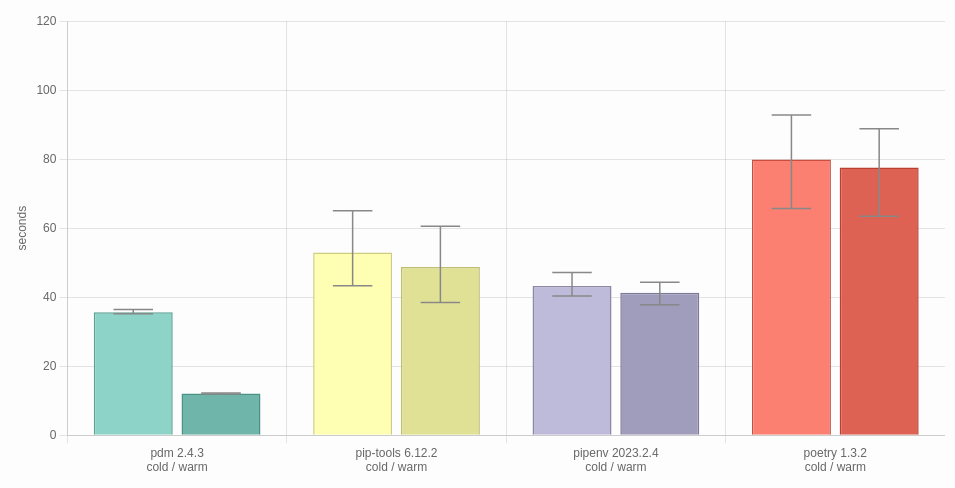 120
100
80
60
40
20
0
seconds
pdm 2.4.3
cold / warm
pip-tools 6.12.2
cold / warm
pipenv 2023.2.4
cold / warm
poetry 1.3.2
cold / warm